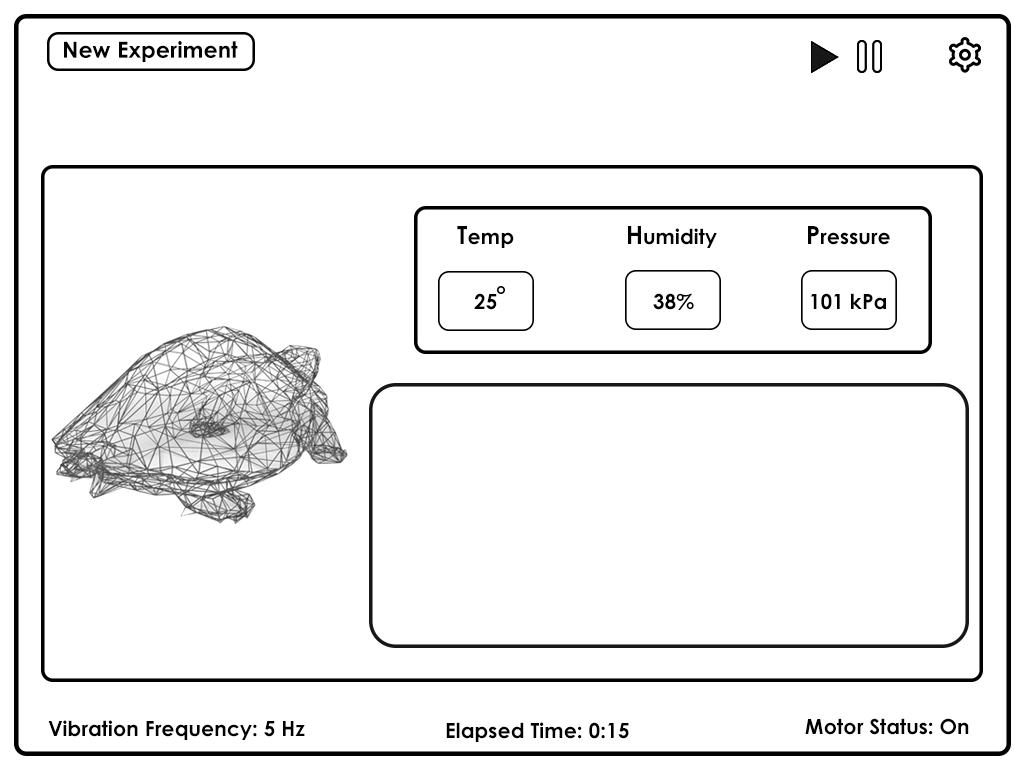 New Experiment
Temp Humidity Pressure
25° 38% 101 kPa
Vibration Frequency: 5 Hz Elapsed Time: 0:15 Motor Status: On